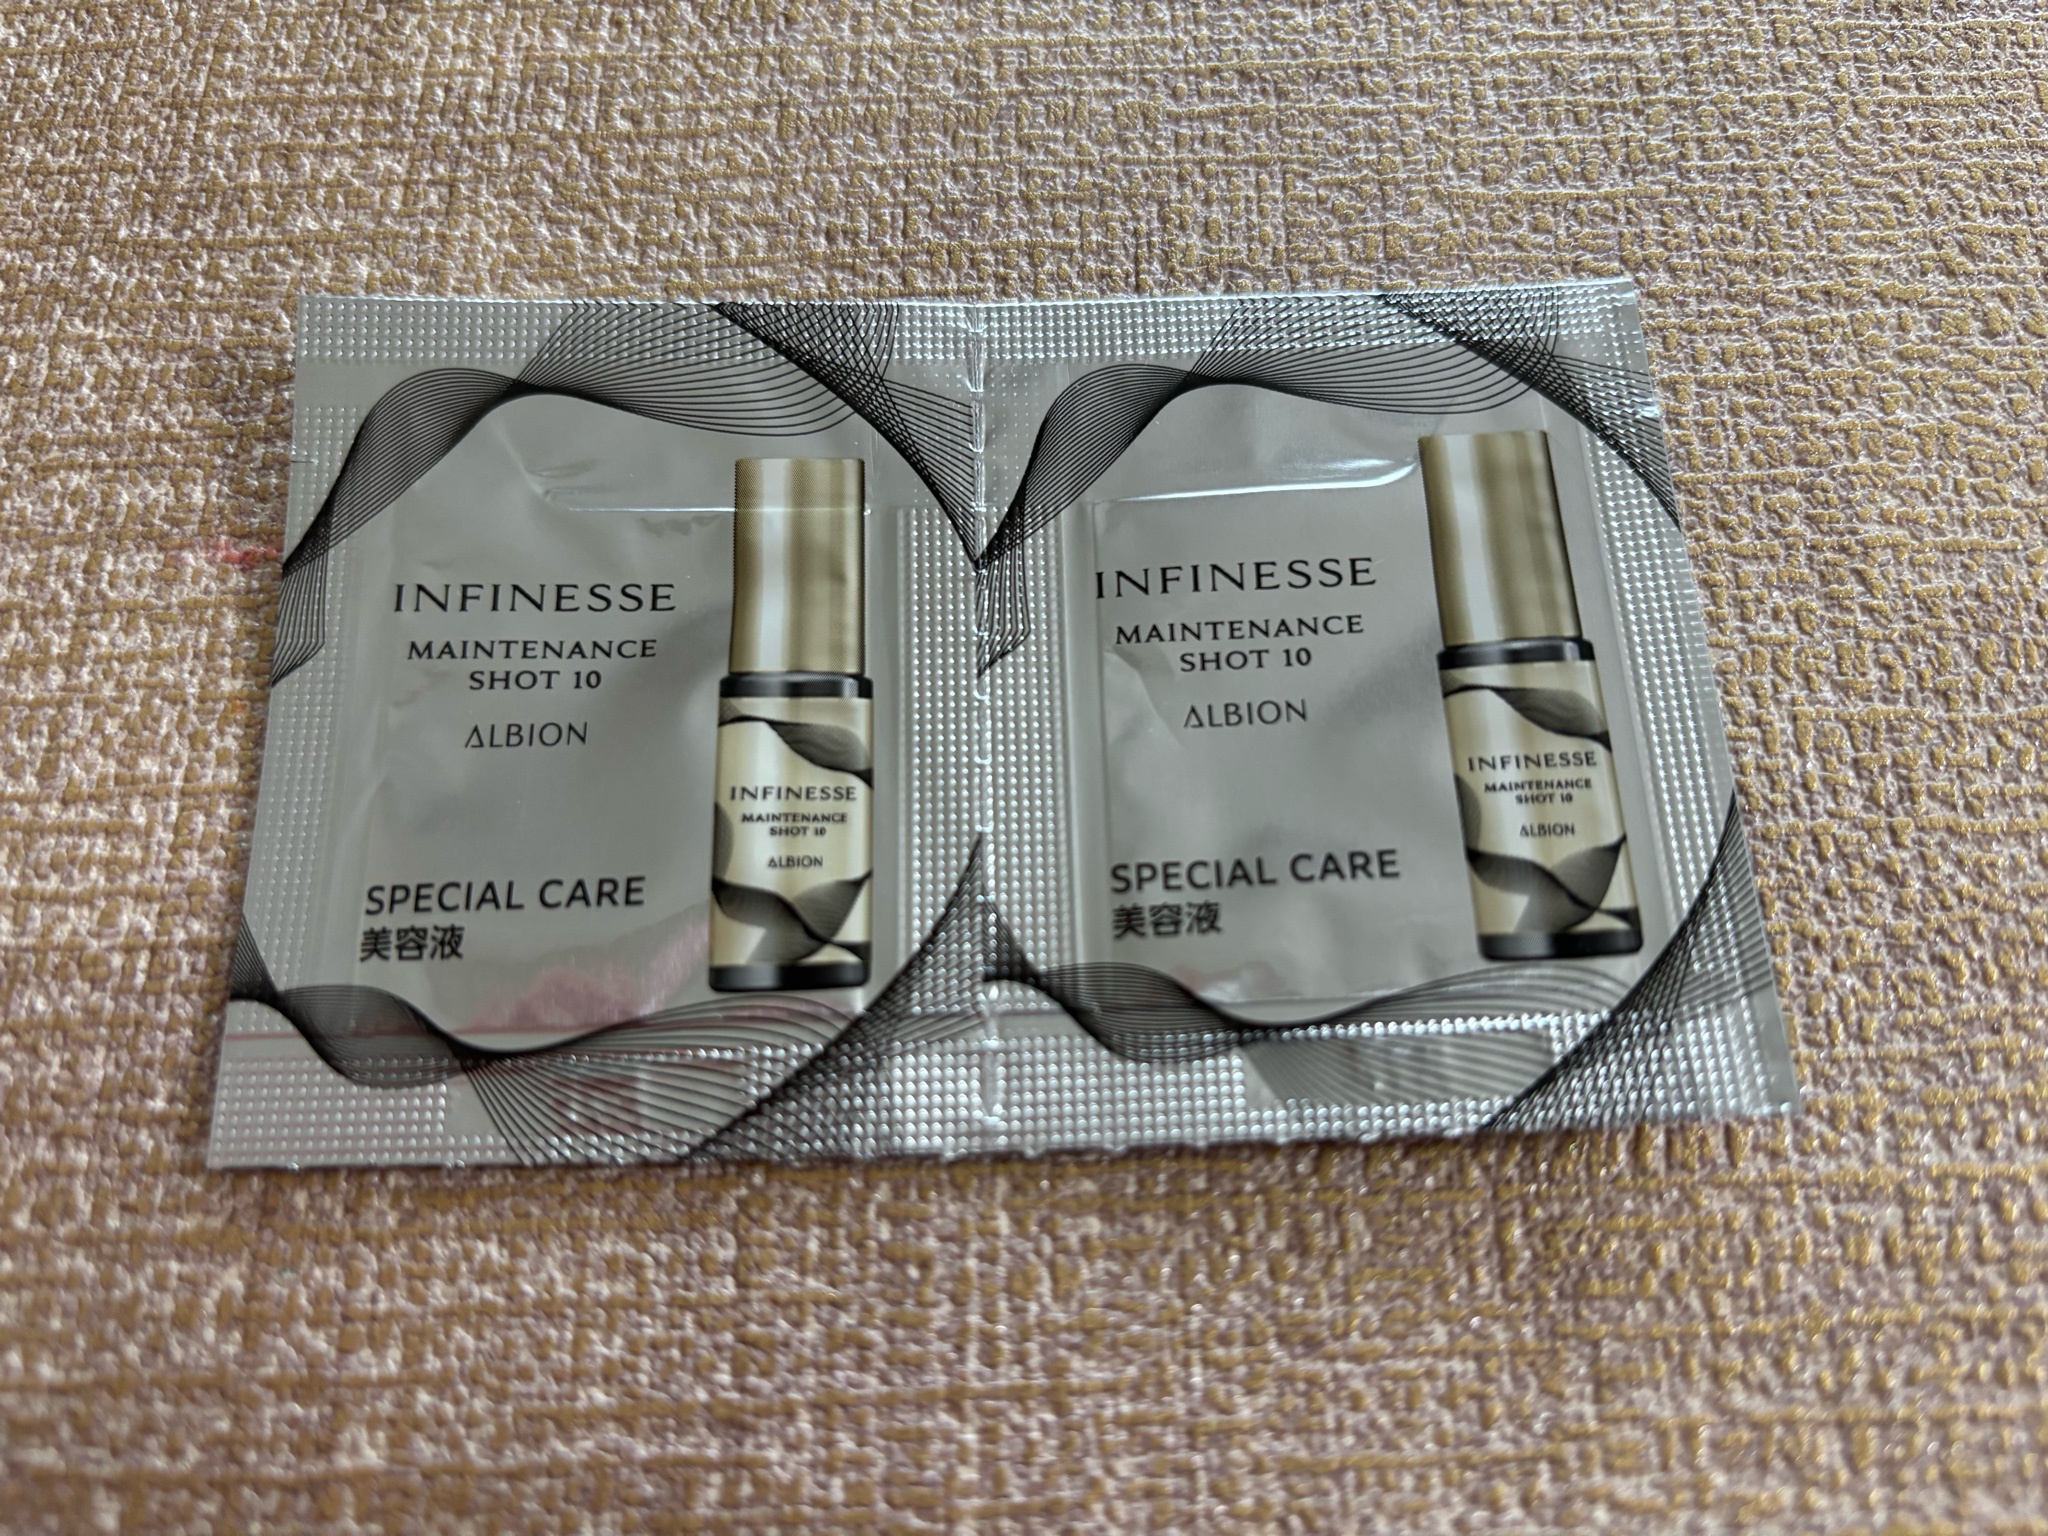 INFINESSE
MAINTENANCE
SHOT 10
ALBION
SPECIAL CARE
美容液
INFINESSE
MAINTENANCE
SHOT 10
ALBION
INFINESSE
MAINTENANCE
SHOT 10
ALBION
SPECIAL CARE
美容液
INFINESSE
MAINTENANCE
SHOT 10
ALBION